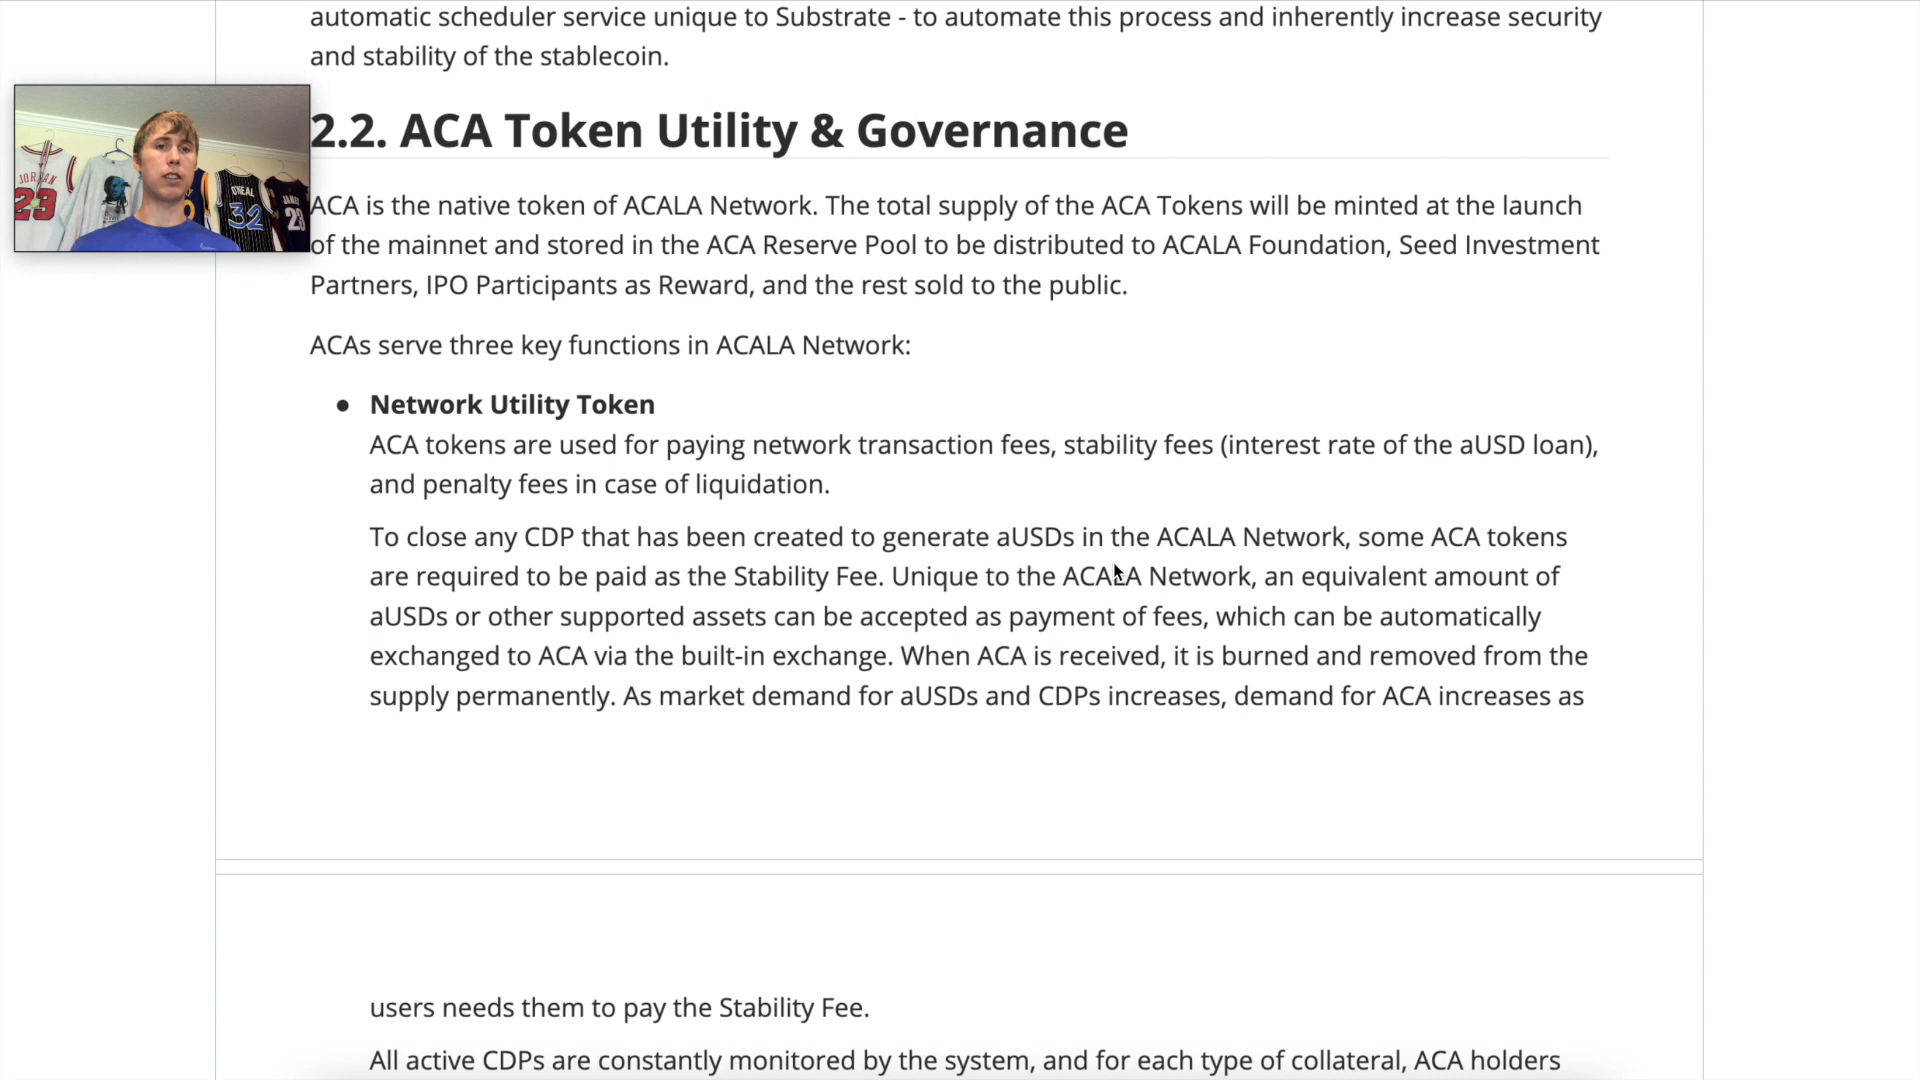 automatic scheduler service unique to Substrate - to automate this process and inherently increase security
and stability of the stablecoin.
2.2. ACA Token Utility & Governance
JORDAN
23
O'NEAL
32
JAMES
23
ACA is the native token of ACALA Network. The total supply of the ACA Tokens will be minted at the launch
of the mainnet and stored in the ACA Reserve Pool to be distributed to ACALA Foundation, Seed Investment
Partners, IPO Participants as Reward, and the rest sold to the public.
ACAs serve three key functions in ACALA Network:
● Network Utility Token
ACA tokens are used for paying network transaction fees, stability fees (interest rate of the aUSD loan),
and penalty fees in case of liquidation.
To close any CDP that has been created to generate aUSDs in the ACALA Network, some ACA tokens
are required to be paid as the Stability Fee. Unique to the ACALA Network, an equivalent amount of
aUSDs or other supported assets can be accepted as payment of fees, which can be automatically
exchanged to ACA via the built-in exchange. When ACA is received, it is burned and removed from the
supply permanently. As market demand for aUSDs and CDPs increases, demand for ACA increases as
users needs them to pay the Stability Fee.
All active CDPs are constantly monitored by the system, and for each type of collateral, ACA holders